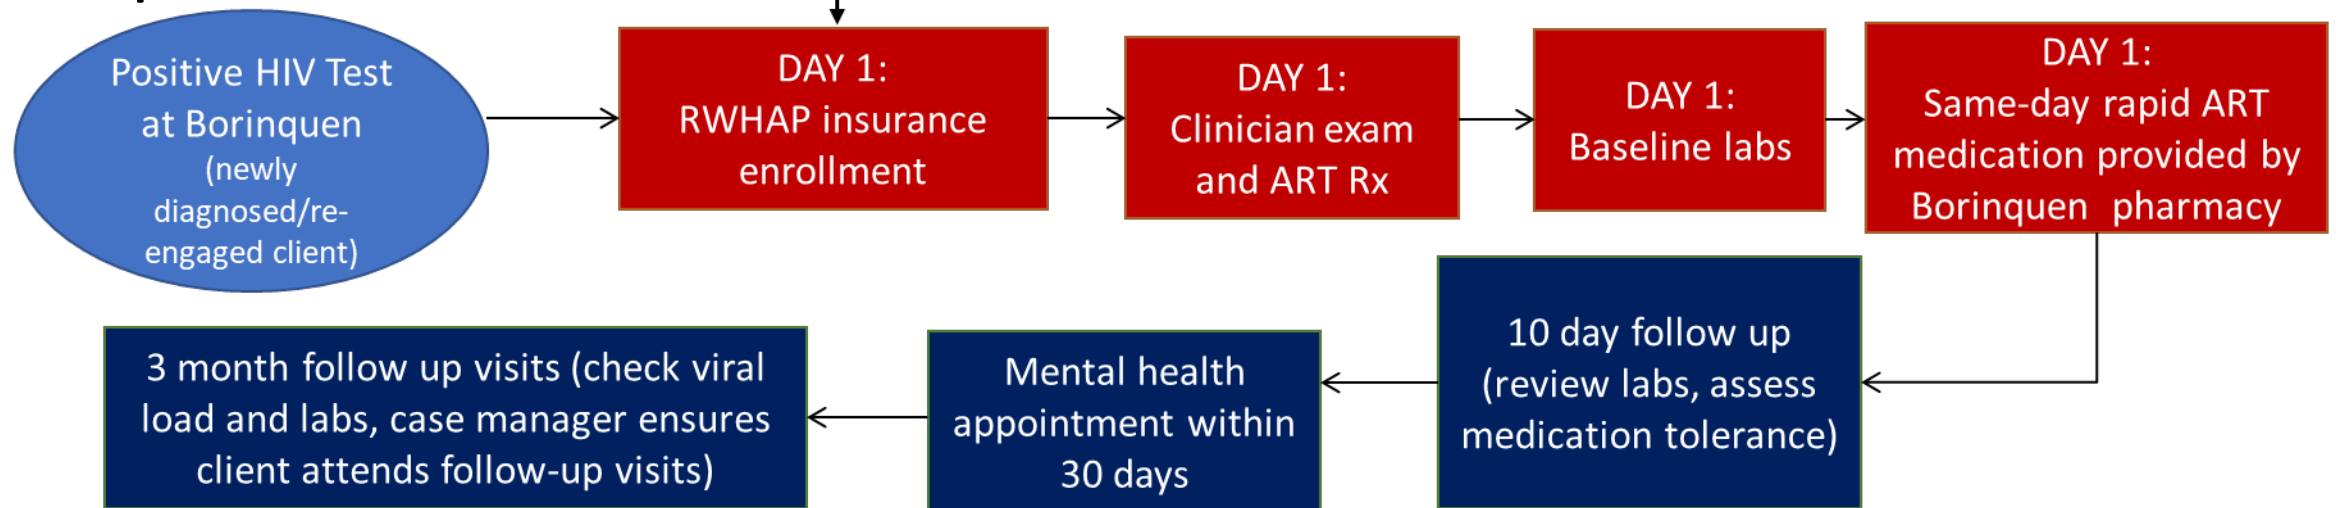 Positive HIV Test
at Borinquen
(newly
diagnosed/re-
engaged client)
DAY 1:
RWHAP insurance
enrollment
DAY 1:
Clinician exam
and ART Rx
DAY 1:
Baseline labs
DAY 1:
Same-day rapid ART
medication provided by
Borinquen pharmacy
10 day follow up
(review labs, assess
medication tolerance)
Mental health
appointment within
30 days
3 month follow up visits (check viral
load and labs, case manager ensures
client attends follow-up visits)